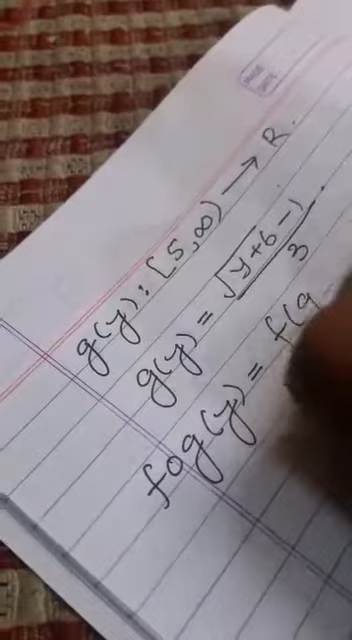 g(y) : [5, ∞) → R.
g(y) = √(y+6 - 1) / 3
fog(y) = f(g